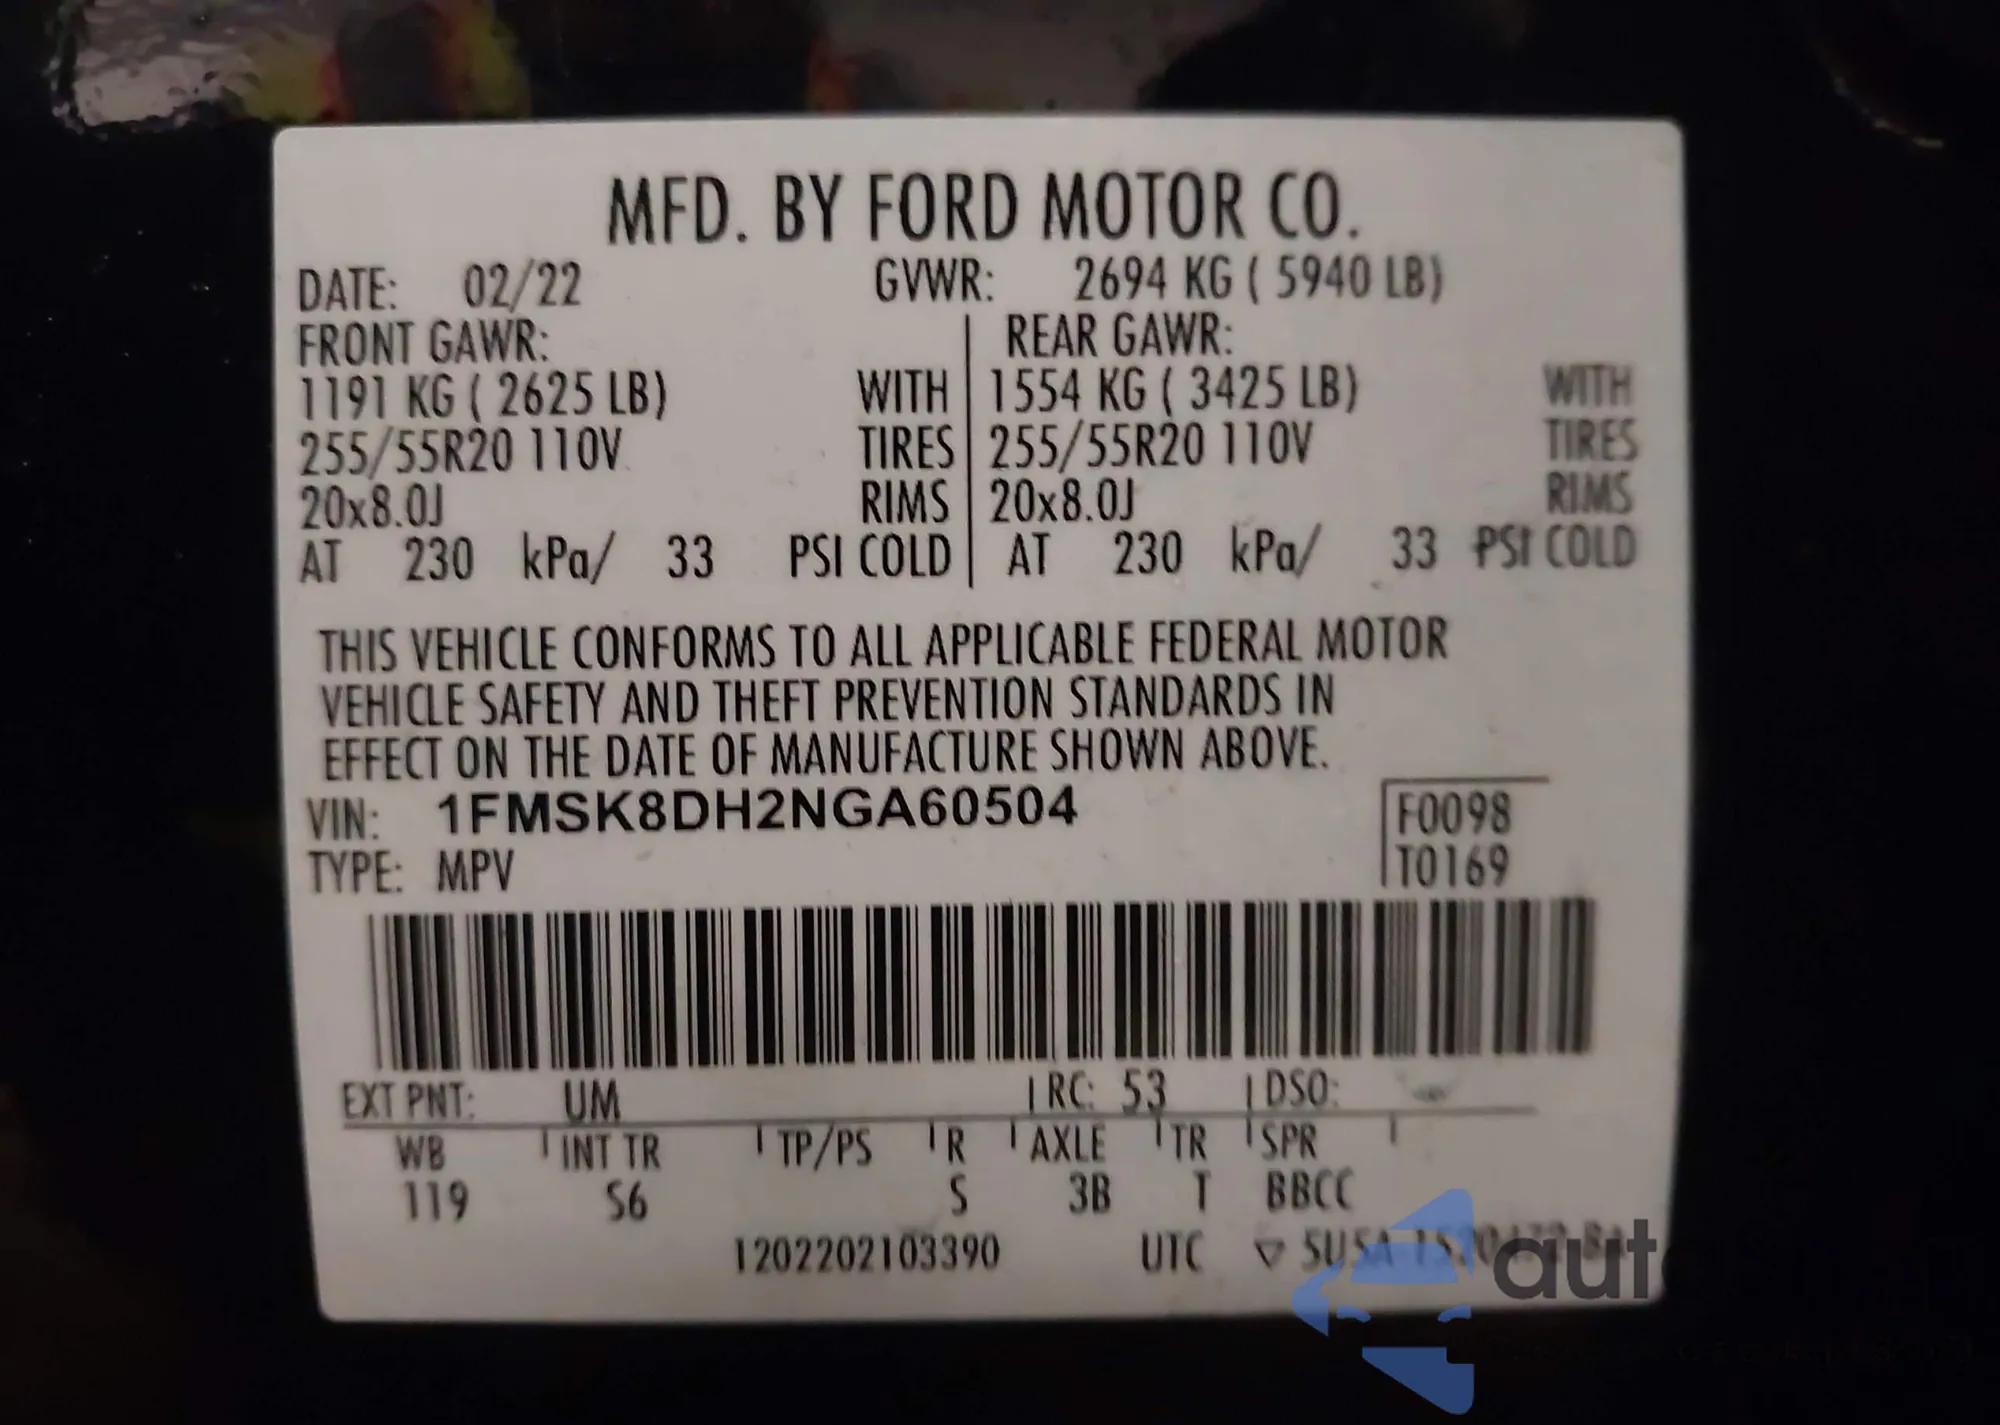 MFD. BY FORD MOTOR CO.
DATE: 02/22 GVWR: 2694 KG ( 5940 LB)
FRONT GAWR: REAR GAWR:
1191 KG ( 2625 LB) WITH 1554 KG ( 3425 LB) WITH
255/55R20 110V TIRES 255/55R20 110V TIRES
20x8.0J RIMS 20x8.0J RIMS
AT 230 kPa/ 33 PSI COLD AT 230 kPa/ 33 PSI COLD
THIS VEHICLE CONFORMS TO ALL APPLICABLE FEDERAL MOTOR
VEHICLE SAFETY AND THEFT PREVENTION STANDARDS IN
EFFECT ON THE DATE OF MANUFACTURE SHOWN ABOVE.
VIN: 1FMSK8DH2NGA60504 F0098
TYPE: MPV T0169
EXT PNT: UM RC: 53 DSO:
WB INT TR TP/PS R AXLE TR SPR
119 S6 S 3B T BBCC
1202202103390 UTC ▽
aut